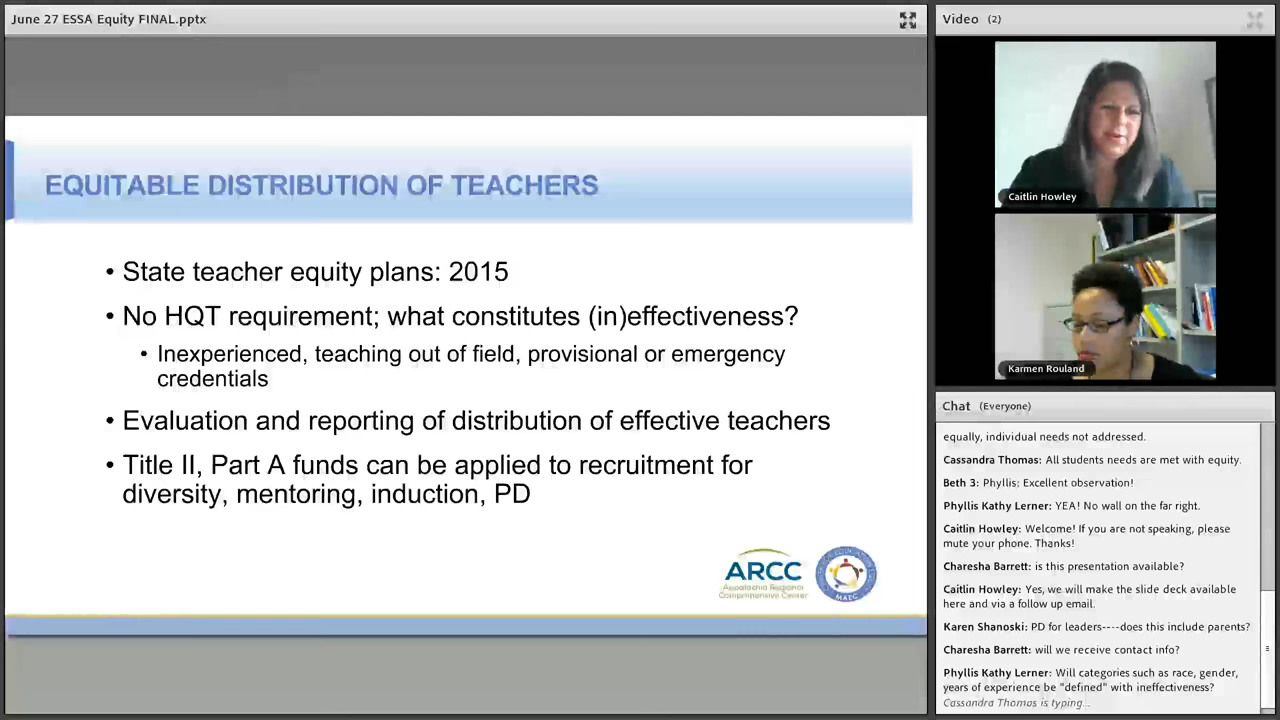 June 27 ESSA Equity FINAL.pptx
EQUITABLE DISTRIBUTION OF TEACHERS
• State teacher equity plans: 2015
• No HQT requirement; what constitutes (in)effectiveness?
• Inexperienced, teaching out of field, provisional or emergency
credentials
• Evaluation and reporting of distribution of effective teachers
• Title II, Part A funds can be applied to recruitment for
diversity, mentoring, induction, PD
ARCC
Appalachia Regional
Comprehensive Center
MAEC
Video (2)
Caitlin Howley
Karmen Rouland
Chat (Everyone)
equally, individual needs not addressed.
Cassandra Thomas: All students needs are met with equity.
Beth 3: Phyllis: Excellent observation!
Phyllis Kathy Lerner: YEA! No wall on the far right.
Caitlin Howley: Welcome! If you are not speaking, please
mute your phone. Thanks!
Charesha Barrett: is this presentation available?
Caitlin Howley: Yes, we will make the slide deck available
here and via a follow up email.
Karen Shanoski: PD for leaders----does this include parents?
Charesha Barrett: will we receive contact info?
Phyllis Kathy Lerner: Will categories such as race, gender,
years of experience be "defined" with ineffectiveness?
Cassandra Thomas is typing...